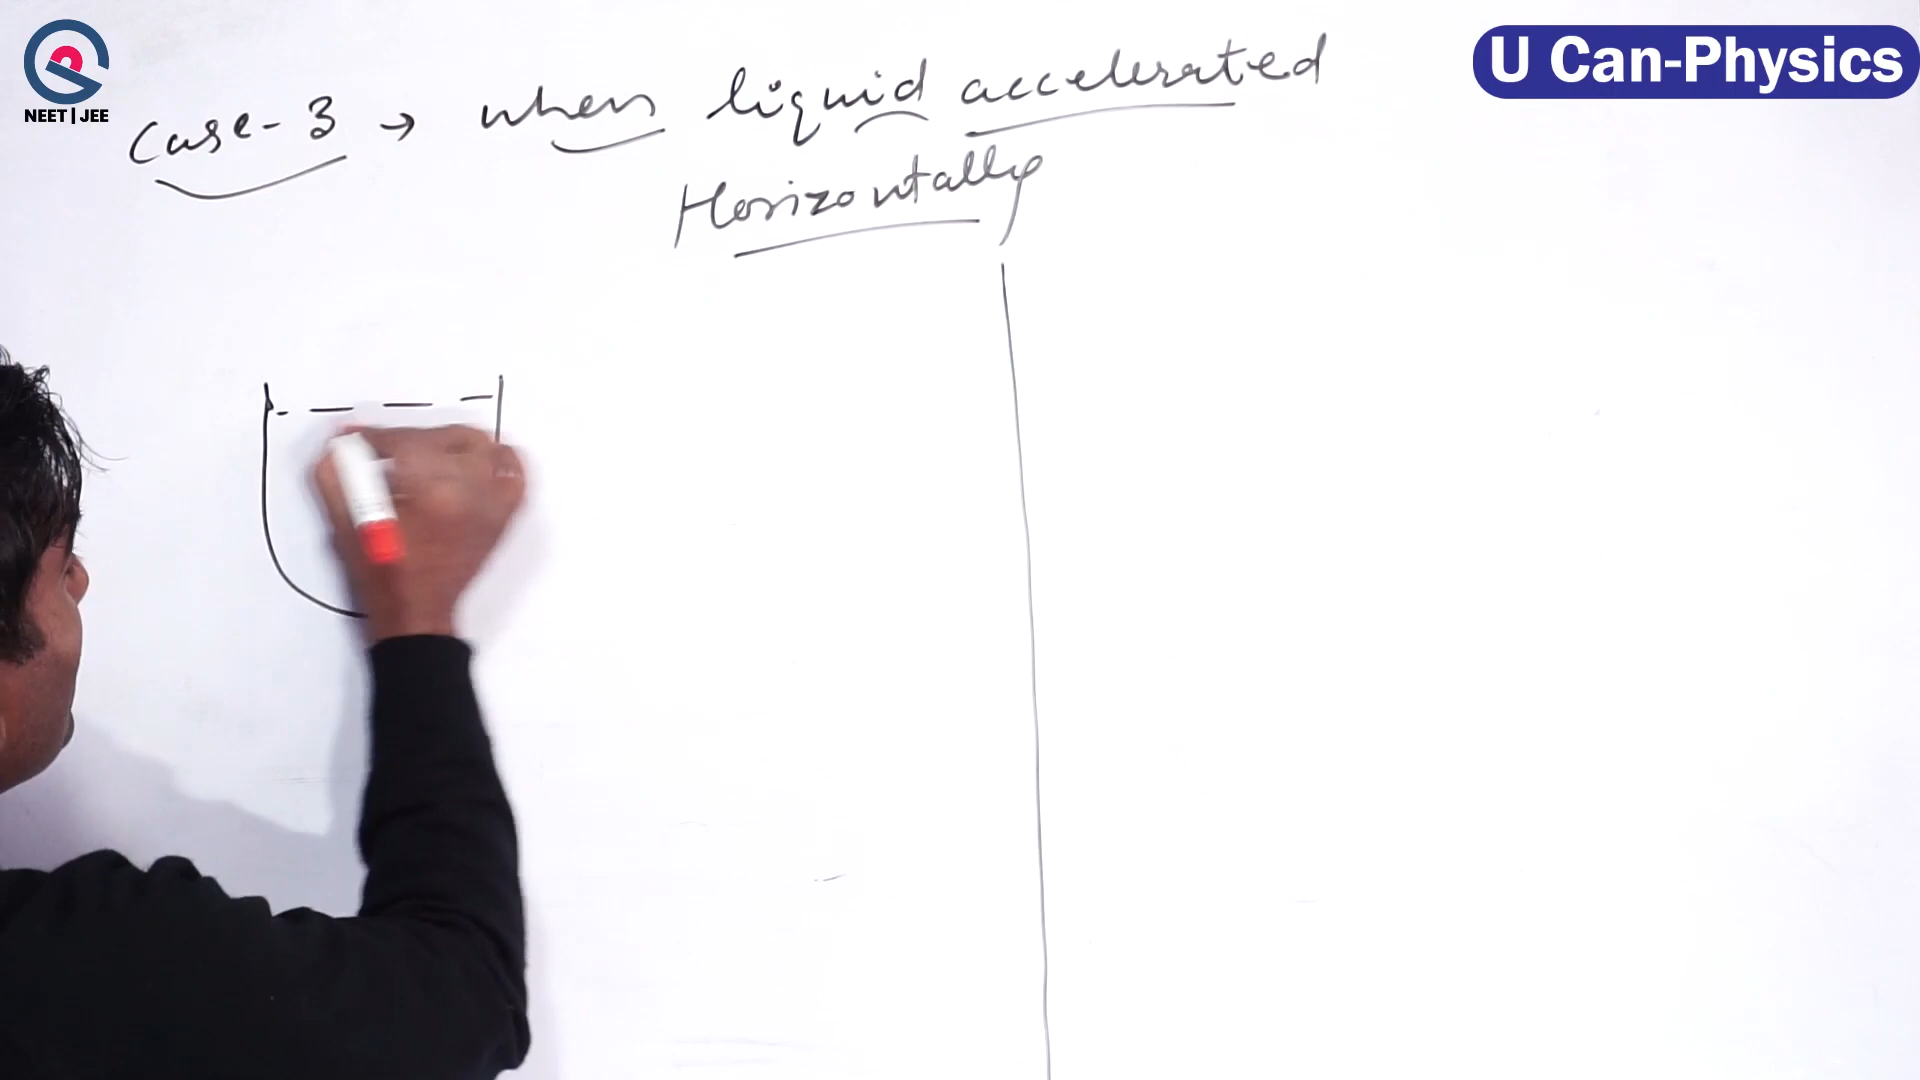 NEET|JEE
U Can-Physics
Case-3 → when liquid accelerated
Horizontally